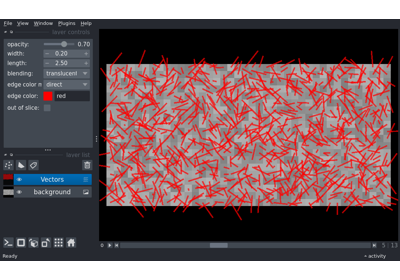 File View Window Plugins Help
layer controls
opacity: 0.70
width: 0.20
length: 2.50
blending: translucent
edge color m direct
edge color: red
out of slice:
layer list
Vectors
background
0 5 13
Ready activity